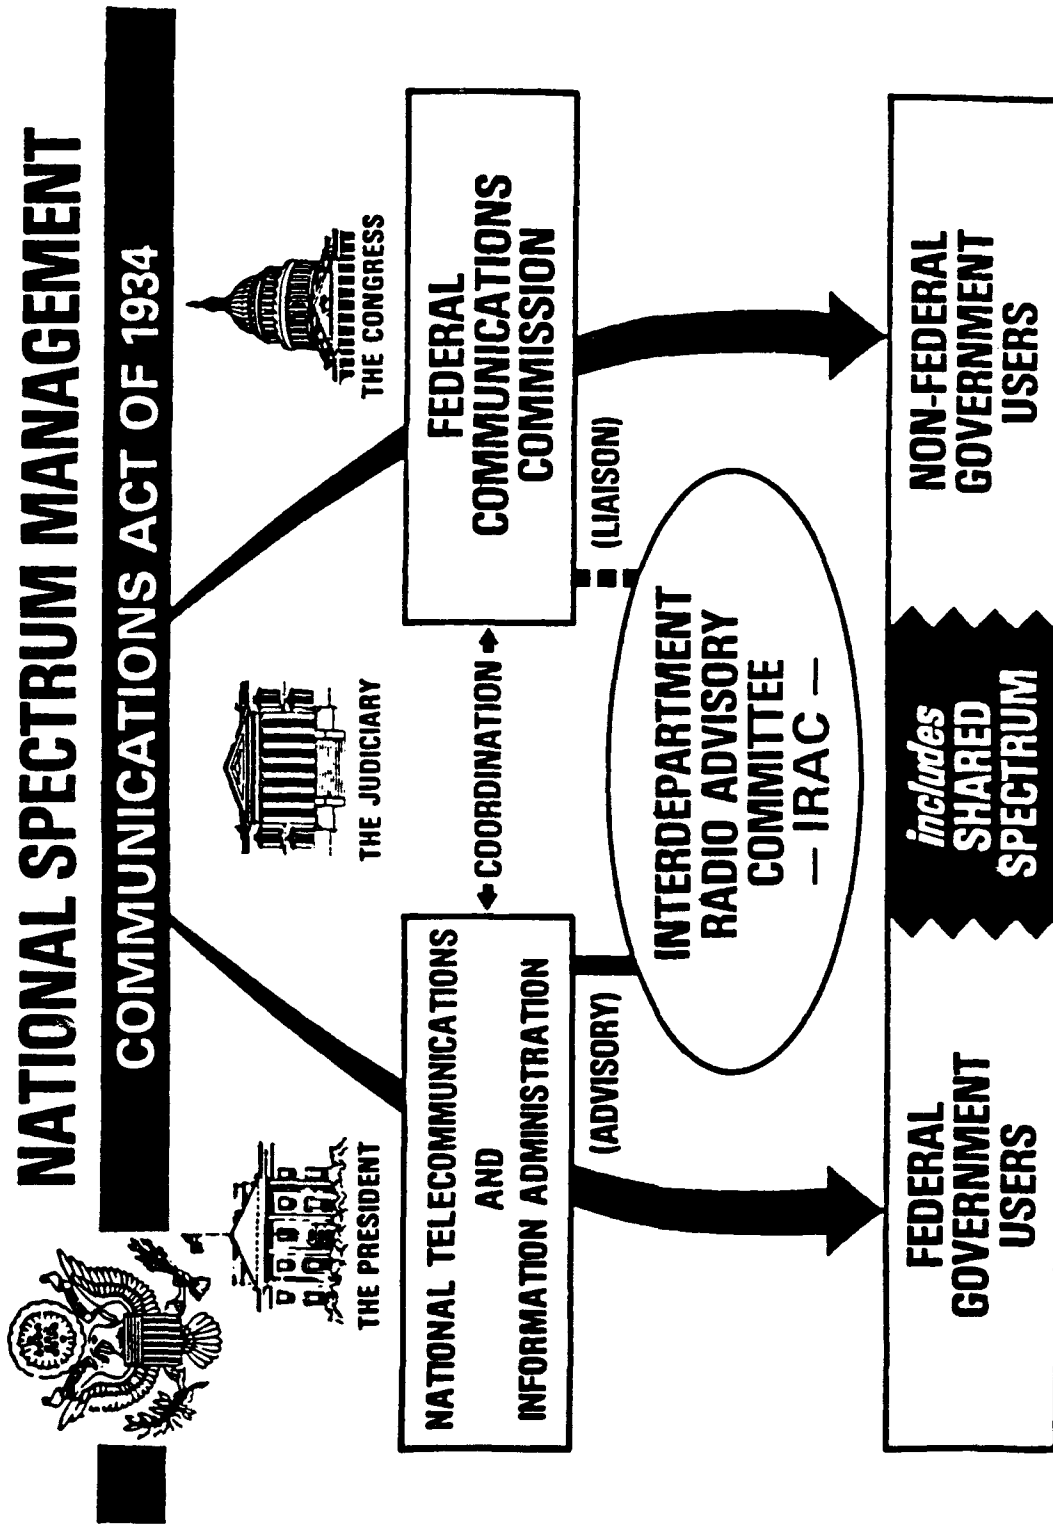 NATIONAL SPECTRUM MANAGEMENT
COMMUNICATIONS ACT OF 1934
THE PRESIDENT
THE JUDICIARY
THE CONGRESS
NATIONAL TELECOMMUNICATIONS
AND
INFORMATION ADMINISTRATION
COORDINATION
FEDERAL
COMMUNICATIONS
COMMISSION
(ADVISORY)
(LIAISON)
INTERDEPARTMENT
RADIO ADVISORY
COMMITTEE
— IRAC —
FEDERAL
GOVERNMENT
USERS
includes
SHARED
SPECTRUM
NON-FEDERAL
GOVERNMENT
USERS